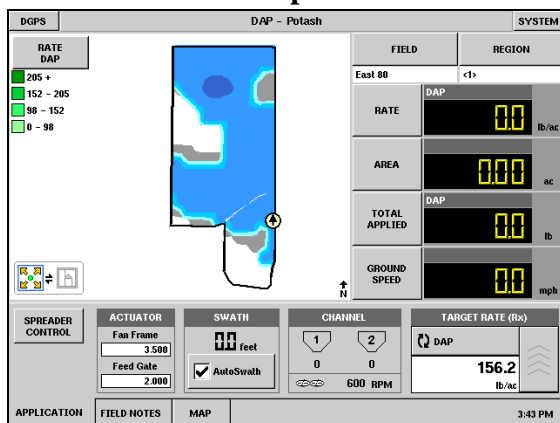 DGPS
DAP - Potash
SYSTEM
RATE
DAP
205 +
152 - 205
98 - 152
0 - 98
N
FIELD
REGION
East 80
<1>
RATE
DAP
0.0
lb/ac
AREA
0.00
ac
TOTAL
APPLIED
DAP
0.0
lb
GROUND
SPEED
0.0
mph
SPREADER
CONTROL
ACTUATOR
Fan Frame
3.500
Feed Gate
2.000
SWATH
0.0 feet
AutoSwath
CHANNEL
1 2
0 0
600 RPM
TARGET RATE (Rx)
DAP
156.2
lb/ac
APPLICATION
FIELD NOTES
MAP
3:43 PM